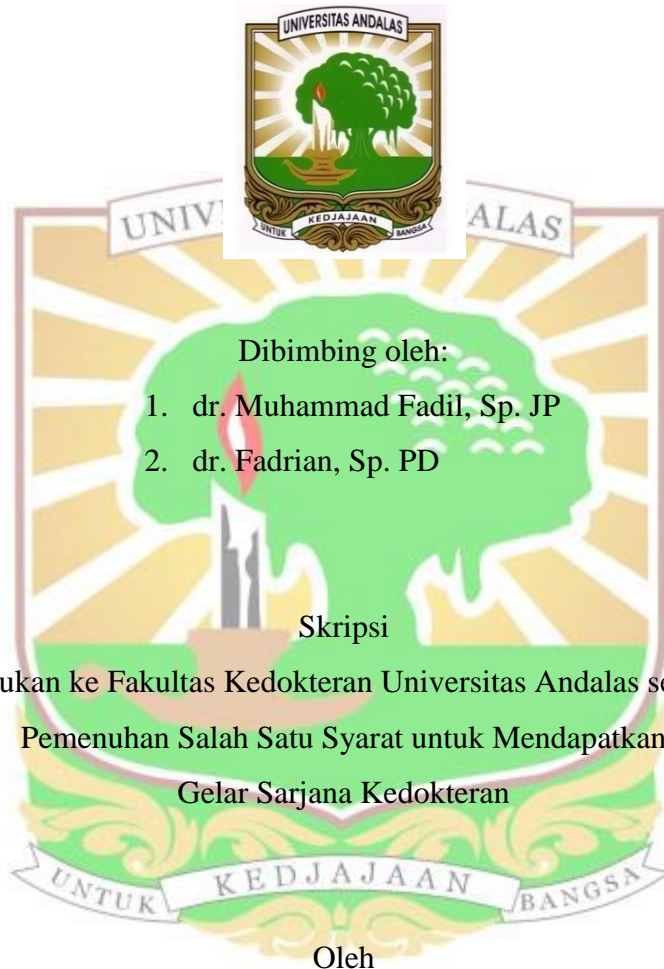 UNIVERSITAS ANDALAS
UNTUK KEDJAJAAN BANGSA
ALAS
Dibimbing oleh:
1. dr. Muhammad Fadil, Sp. JP
2. dr. Fadrian, Sp. PD
Skripsi
ukan ke Fakultas Kedokteran Universitas Andalas se
Pemenuhan Salah Satu Syarat untuk Mendapatkan
Gelar Sarjana Kedokteran
UNTUK KEDJAJAAN BANGSA
Oleh